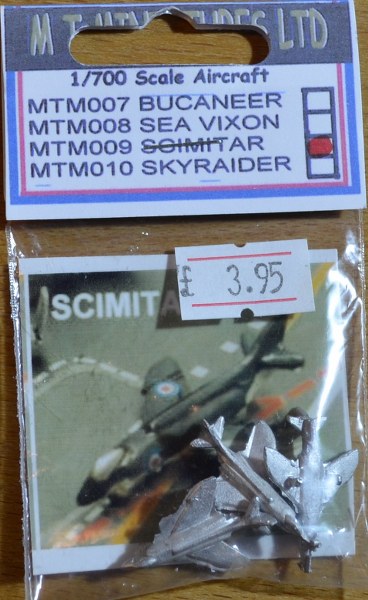 M T MINIATURES LTD
1/700 Scale Aircraft
MTM007 BUCANEER
MTM008 SEA VIXON
MTM009 SCIMITAR
MTM010 SKYRAIDER
£ 3.95
SCIMITA